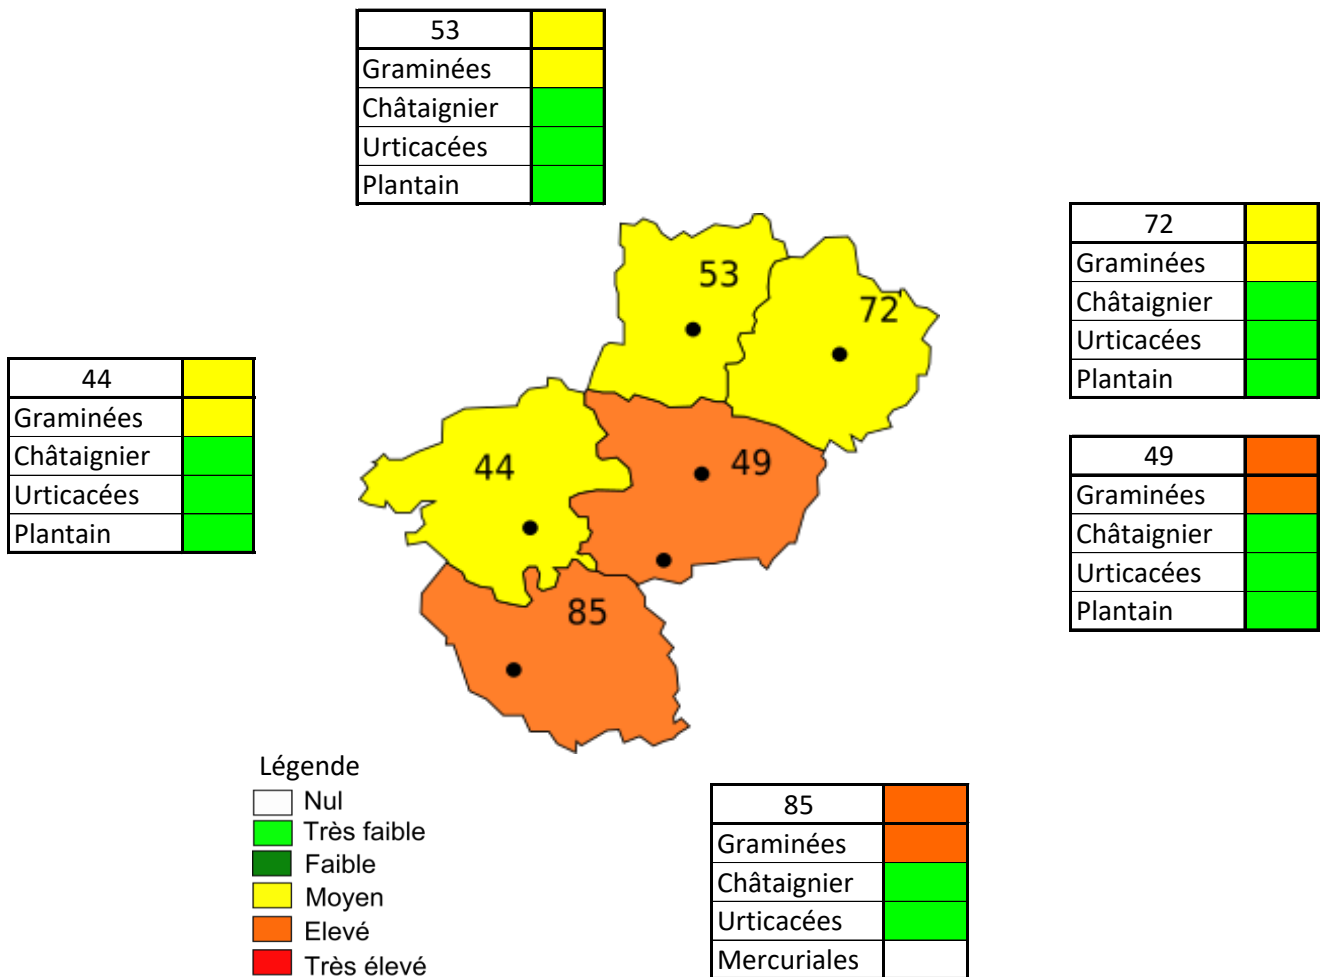 53
Graminées
Châtaignier
Urticacées
Plantain
72
Graminées
Châtaignier
Urticacées
Plantain
53
72
44
Graminées
Châtaignier
Urticacées
Plantain
44
49
49
Graminées
Châtaignier
Urticacées
Plantain
85
Légende
Nul
Très faible
Faible
Moyen
Elevé
Très élevé
85
Graminées
Châtaignier
Urticacées
Mercuriales